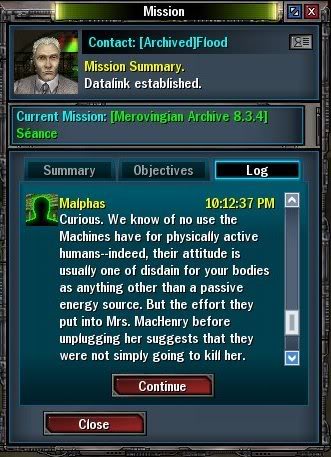 Mission
Contact: [Archived]Flood
Mission Summary.
Datalink established.
Current Mission: [Merovingian Archive 8.3.4]
Séance
Summary
Objectives
Log
Malphas 10:12:37 PM
Curious. We know of no use the
Machines have for physically active
humans--indeed, their attitude is
usually one of disdain for your bodies
as anything other than a passive
energy source. But the effort they
put into Mrs. MacHenry before
unplugging her suggests that they
were not simply going to kill her.
Continue
Close